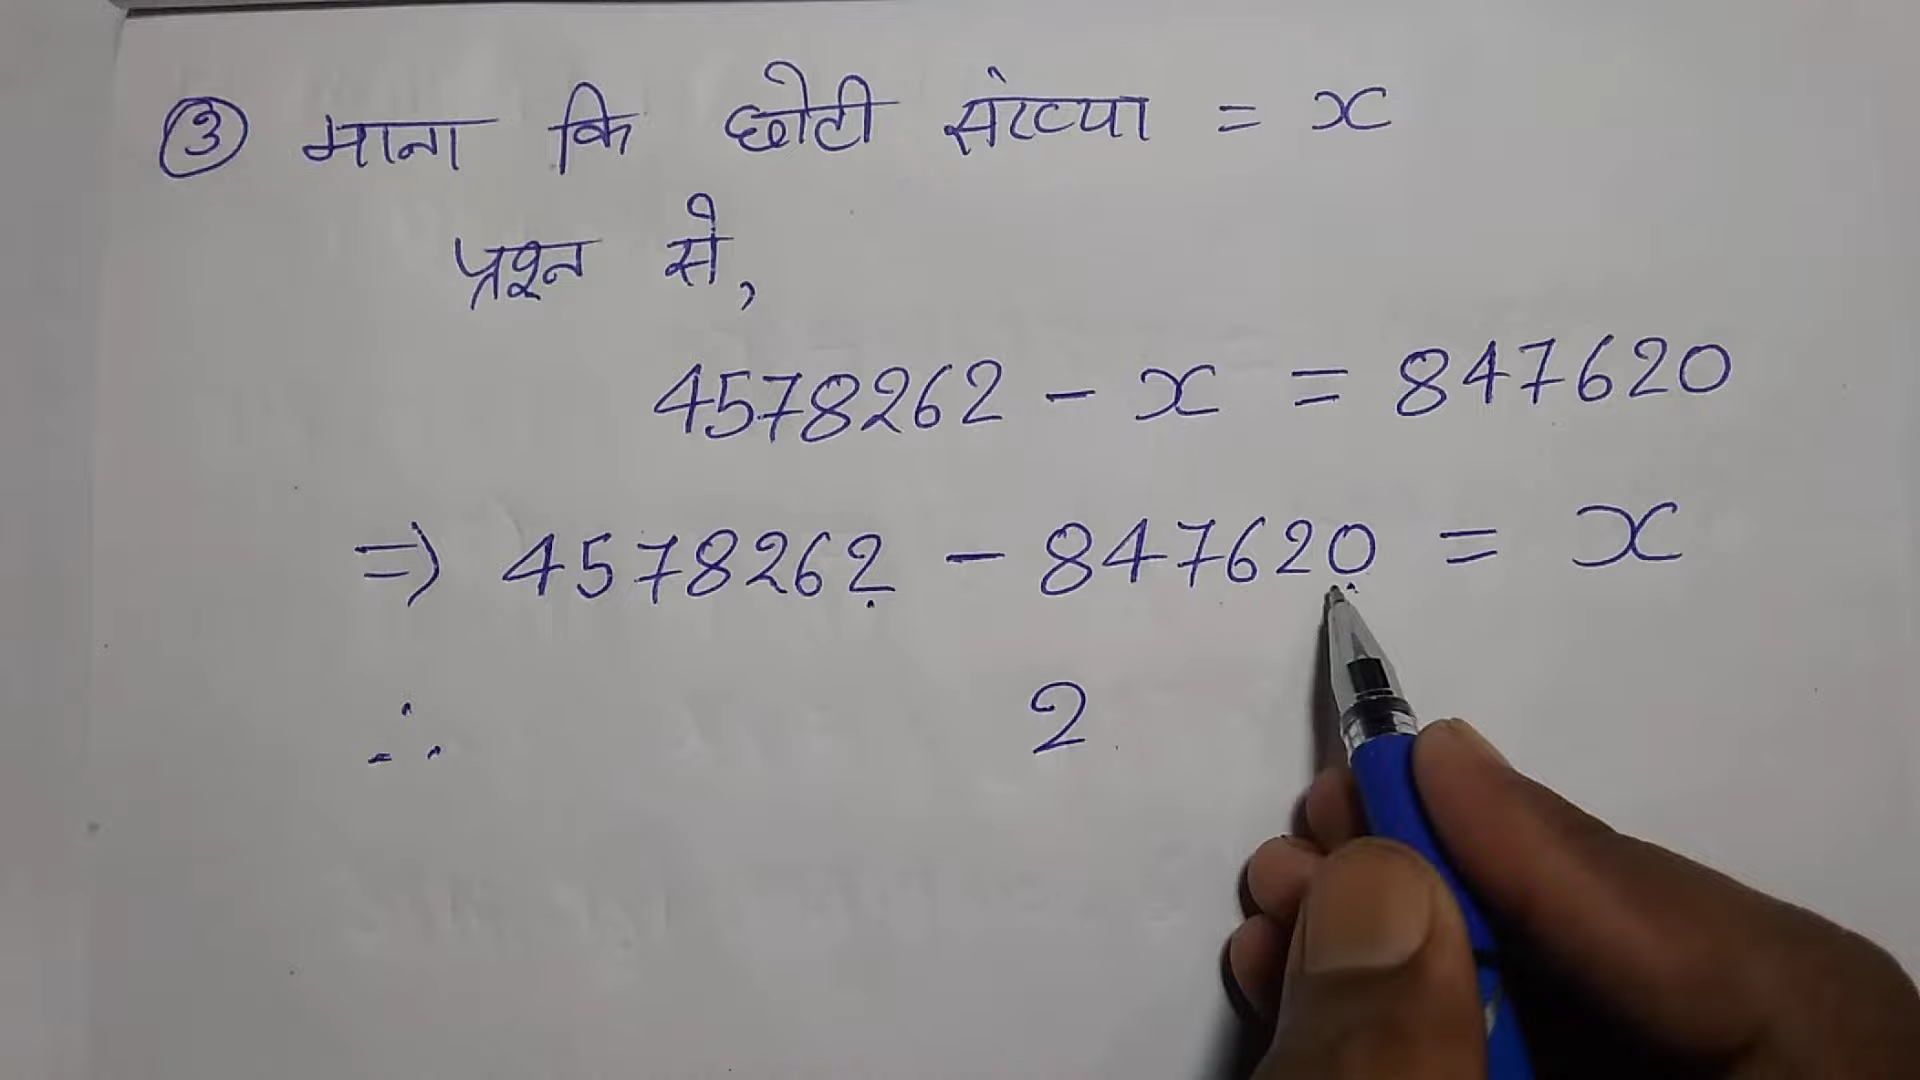 ③ माना कि छोटी संख्या = x
प्रश्न से,
4578262 - x = 847620
=> 4578262 - 847620 = x
∴ 2